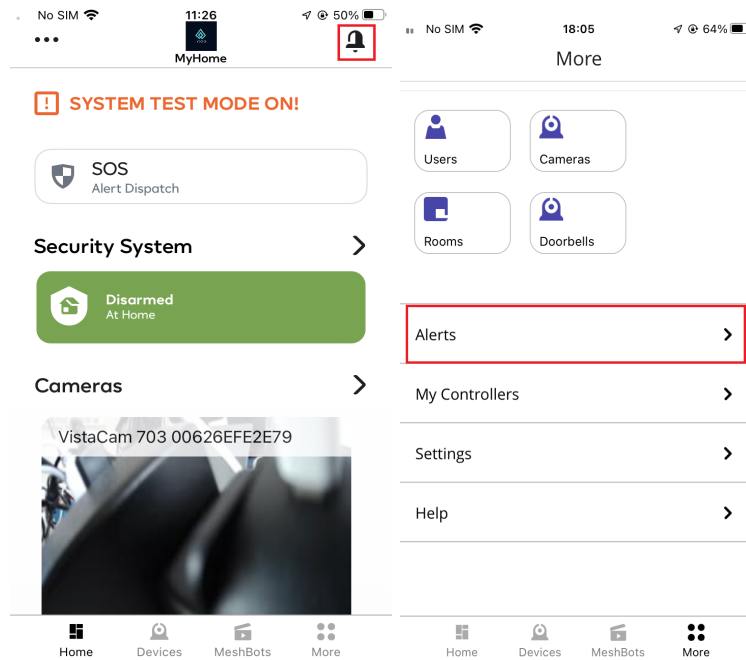 No SIM 11:26 50%
MyHome
SYSTEM TEST MODE ON!
SOS
Alert Dispatch
Security System
Disarmed
At Home
Cameras
VistaCam 703 00626EFE2E79
Home Devices MeshBots More
No SIM 18:05 64%
More
Users Cameras
Rooms Doorbells
Alerts
My Controllers
Settings
Help
Home Devices MeshBots More